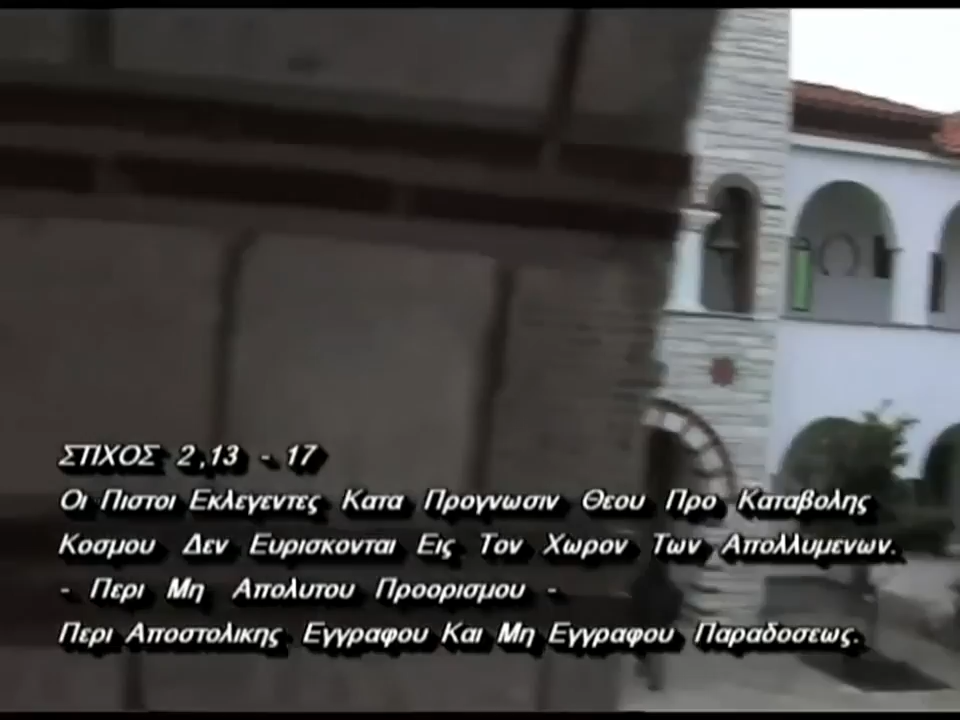 ΣΤΙΧΟΣ 2,13 - 17
Οι Πιστοι Εκλεγεντες Κατα Προγνωσιν Θεου Προ Καταβολης
Κοσμου Δεν Ευρισκονται Εις Τον Χωρον Των Απολλυμενων.
- Περι Μη Απολυτου Προορισμου -
Περι Αποστολικης Εγγραφου Και Μη Εγγραφου Παραδοσεως.